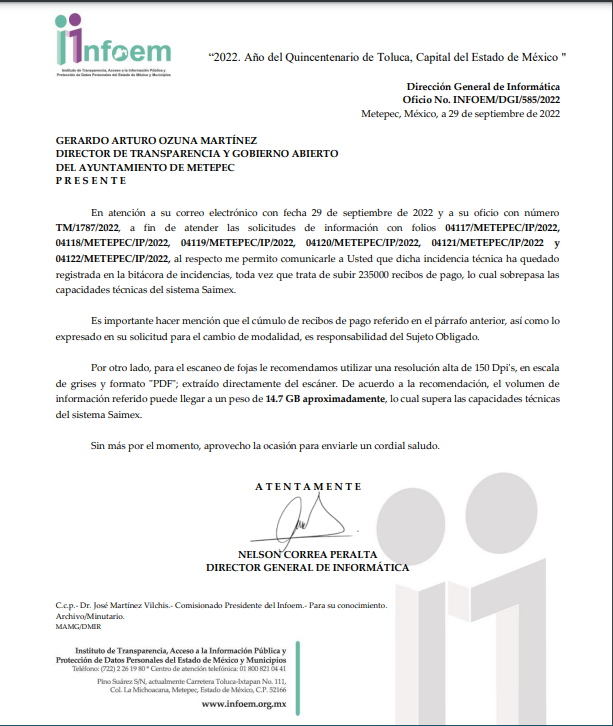 infoem
Instituto de Transparencia, Acceso a la Información Pública y
Protección de Datos Personales del Estado de México y Municipios
“2022. Año del Quincentenario de Toluca, Capital del Estado de México "
Dirección General de Informática
Oficio No. INFOEM/DGI/585/2022
Metepec, México, a 29 de septiembre de 2022
GERARDO ARTURO OZUNA MARTÍNEZ
DIRECTOR DE TRANSPARENCIA Y GOBIERNO ABIERTO
DEL AYUNTAMIENTO DE METEPEC
P R E S E N T E
En atención a su correo electrónico con fecha 29 de septiembre de 2022 y a su oficio con número
TM/1787/2022, a fin de atender las solicitudes de información con folios 04117/METEPEC/IP/2022,
04118/METEPEC/IP/2022, 04119/METEPEC/IP/2022, 04120/METEPEC/IP/2022, 04121/METEPEC/IP/2022 y
04122/METEPEC/IP/2022, al respecto me permito comunicarle a Usted que dicha incidencia técnica ha quedado
registrada en la bitácora de incidencias, toda vez que trata de subir 235000 recibos de pago, lo cual sobrepasa las
capacidades técnicas del sistema Saimex.
Es importante hacer mención que el cúmulo de recibos de pago referido en el párrafo anterior, así como lo
expresado en su solicitud para el cambio de modalidad, es responsabilidad del Sujeto Obligado.
Por otro lado, para el escaneo de fojas le recomendamos utilizar una resolución alta de 150 Dpi's, en escala
de grises y formato "PDF"; extraído directamente del escáner. De acuerdo a la recomendación, el volumen de
información referido puede llegar a un peso de 14.7 GB aproximadamente, lo cual supera las capacidades técnicas
del sistema Saimex.
Sin más por el momento, aprovecho la ocasión para enviarle un cordial saludo.
A T E N T A M E N T E
NELSON CORREA PERALTA
DIRECTOR GENERAL DE INFORMÁTICA
C.c.p.- Dr. José Martínez Vilchis.- Comisionado Presidente del Infoem.- Para su conocimiento.
Archivo/Minutario.
MAMG/DMIR
Instituto de Transparencia, Acceso a la Información Pública y
Protección de Datos Personales del Estado de México y Municipios
Teléfono: (722) 2 26 19 80 * Centro de atención telefónica: 01 800 821 04 41
Pino Suárez S/N, actualmente Carretera Toluca-Ixtapan No. 111,
Col. La Michoacana, Metepec, Estado de México, C.P. 52166
www.infoem.org.mx